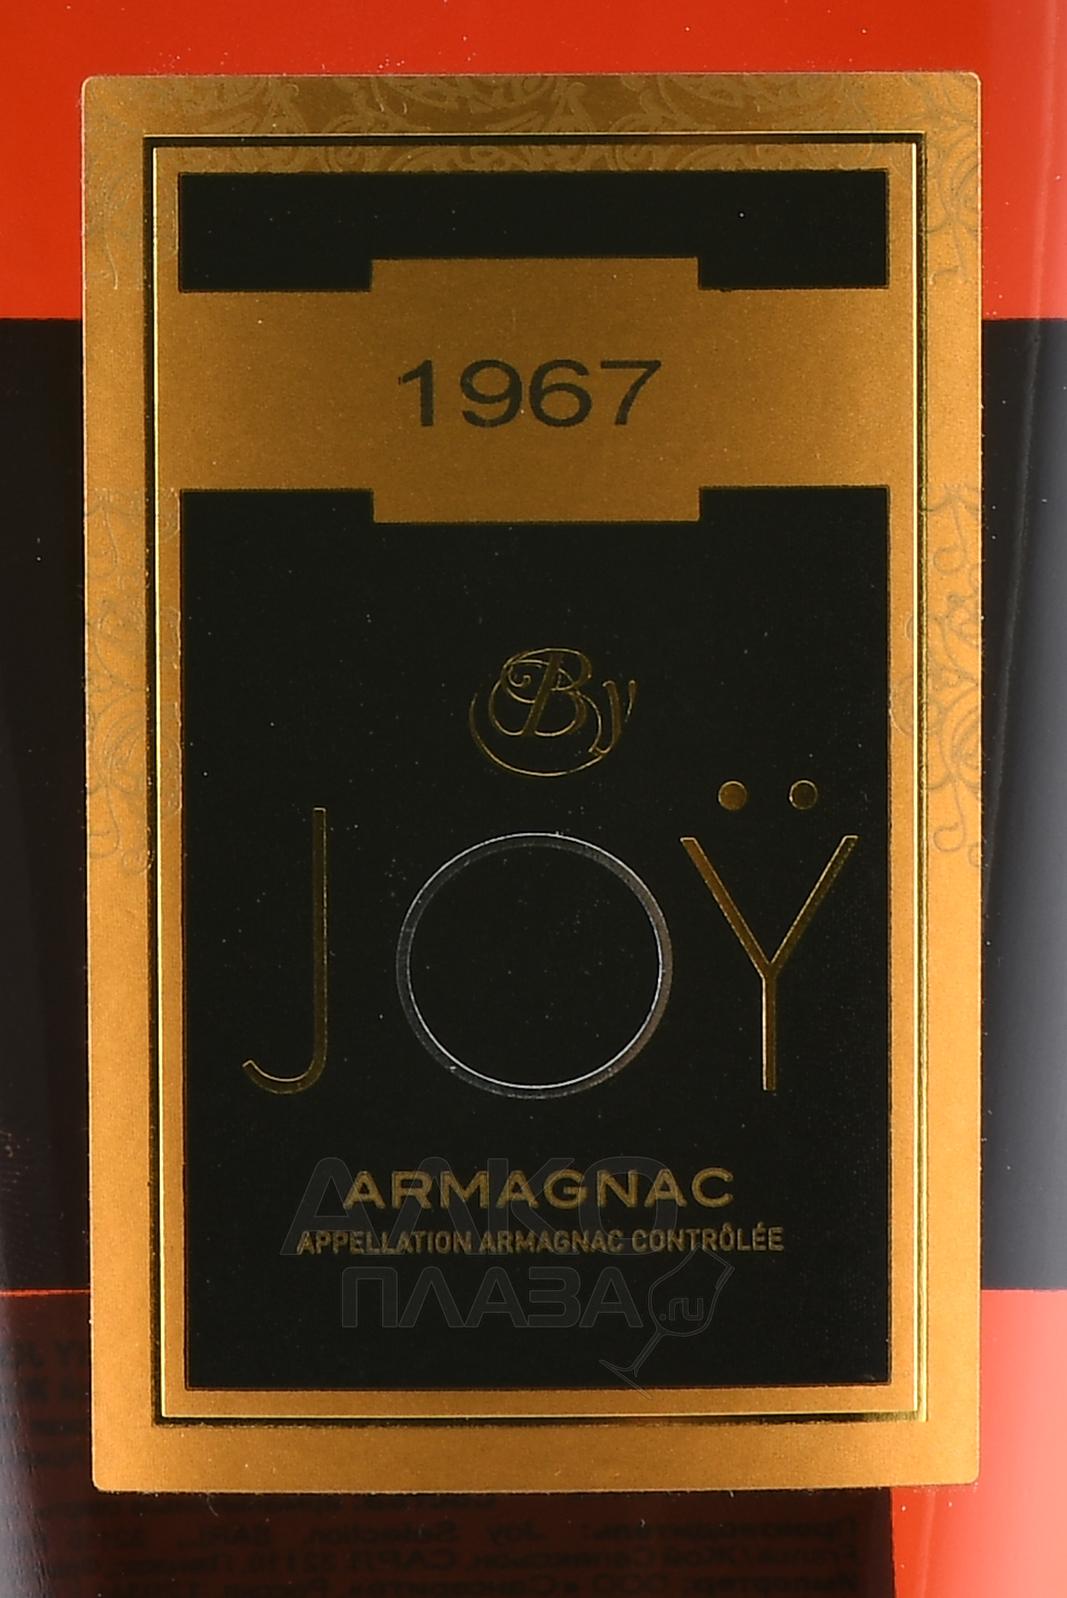 1967
By
JOŸ
ARMAGNAC
APPELLATION ARMAGNAC CONTRÔLÉE
АЛКО
ПЛАЗА
.ru